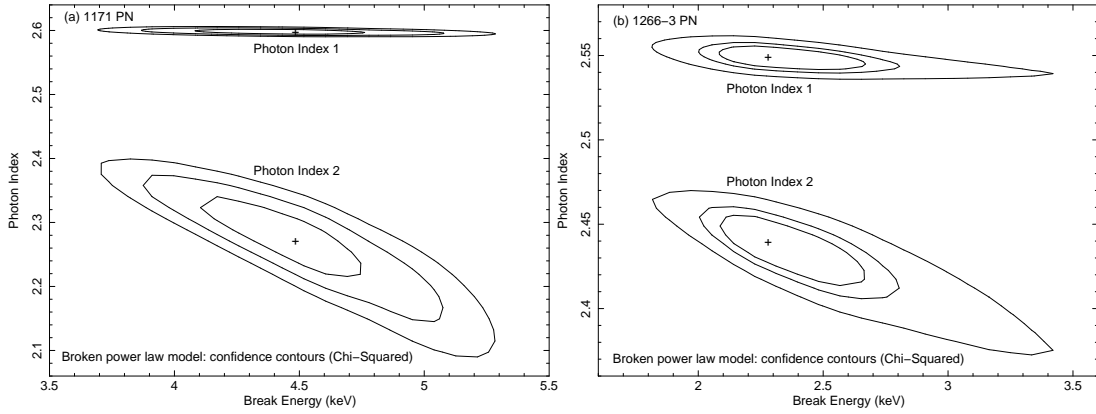 (a) 1171 PN
Photon Index 1
Photon Index 2
Broken power law model: confidence contours (Chi−Squared)
Photon Index
2.6
2.5
2.4
2.3
2.2
2.1
3.5 4 4.5 5 5.5
Break Energy (keV)
(b) 1266−3 PN
Photon Index 1
Photon Index 2
Broken power law model: confidence contours (Chi−Squared)
Photon Index
2.55
2.5
2.45
2.4
2 2.5 3 3.5
Break Energy (keV)